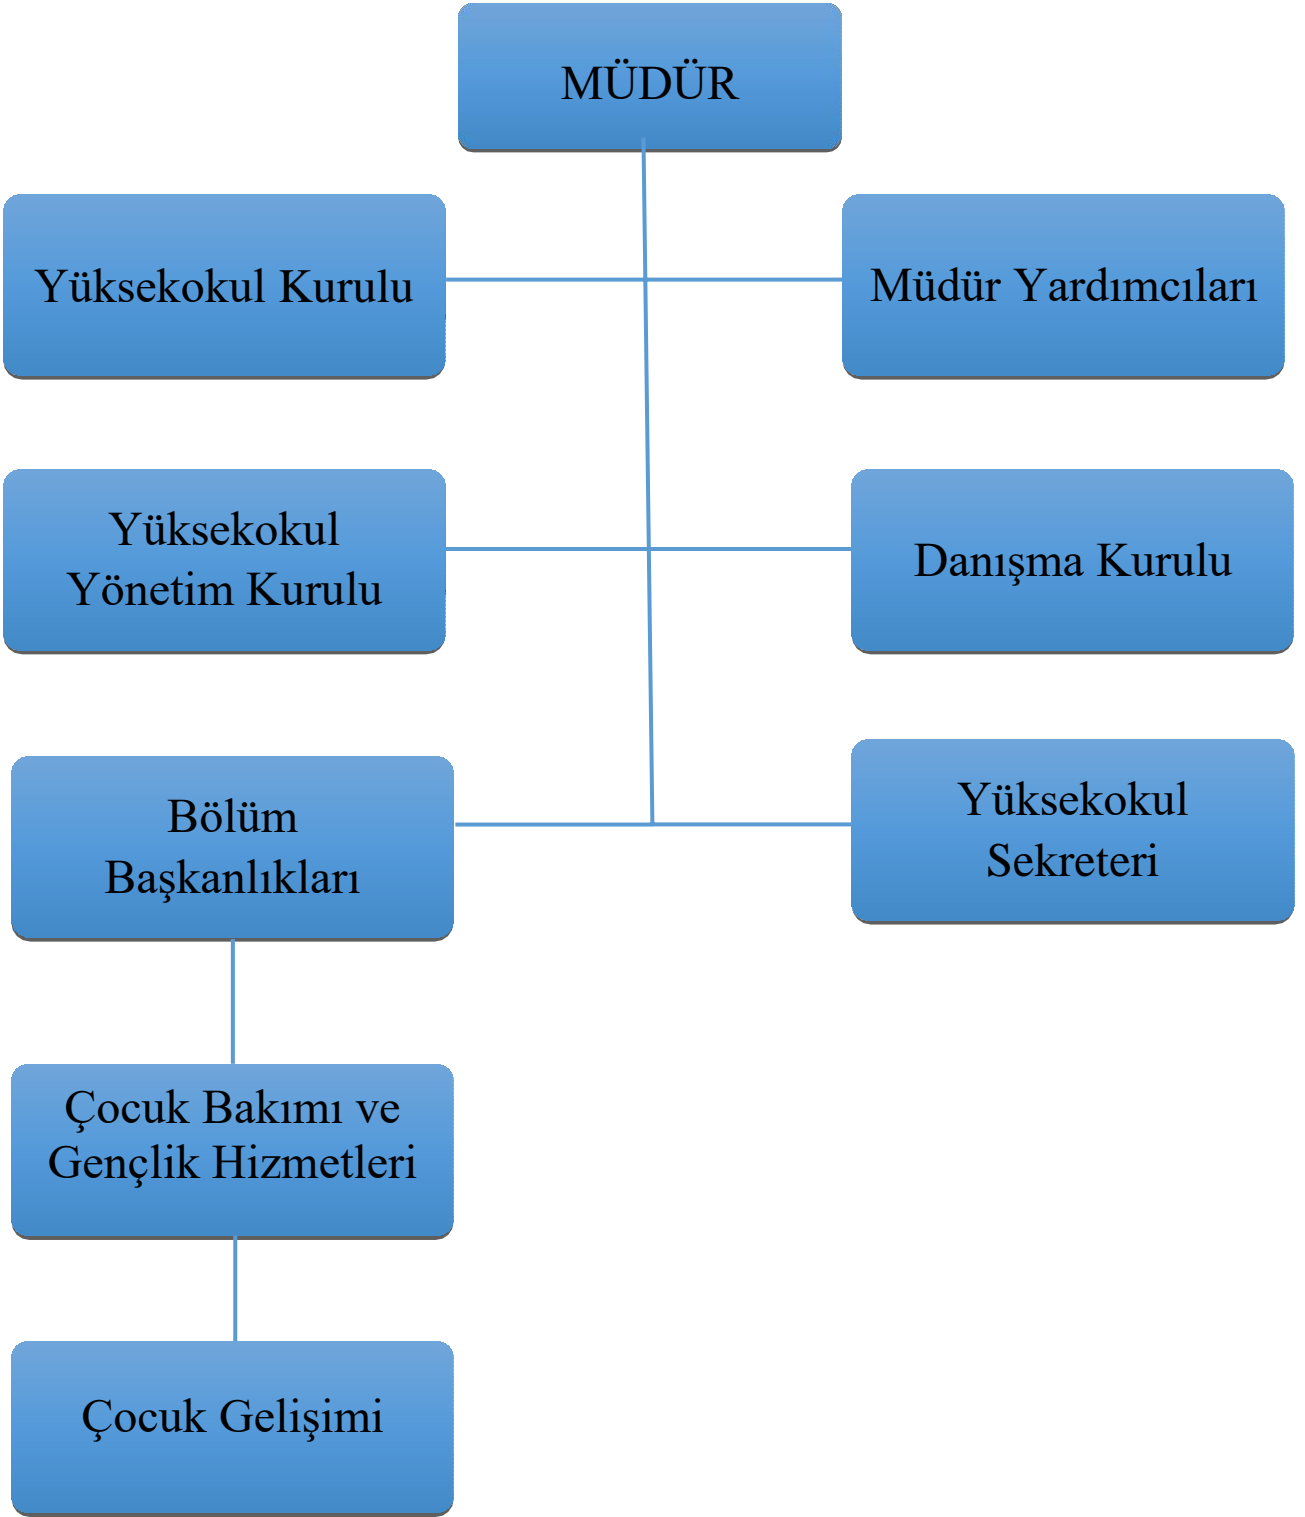 MÜDÜR
Yüksekokul Kurulu
Müdür Yardımcıları
Yüksekokul
Yönetim Kurulu
Danışma Kurulu
Bölüm
Başkanlıkları
Yüksekokul
Sekreteri
Çocuk Bakımı ve
Gençlik Hizmetleri
Çocuk Gelişimi